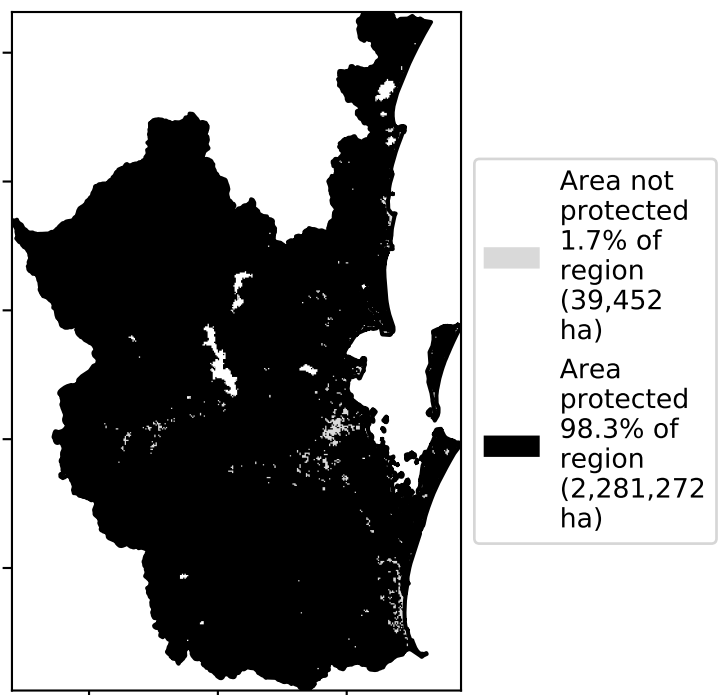 Area not
protected
1.7% of
region
(39,452
ha)
Area
protected
98.3% of
region
(2,281,272
ha)